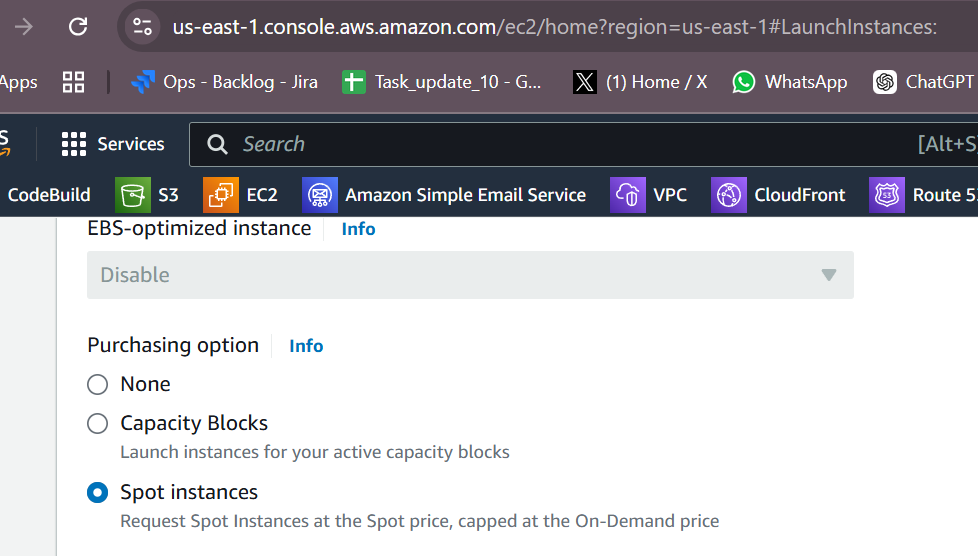 us-east-1.console.aws.amazon.com/ec2/home?region=us-east-1#LaunchInstances:
Apps Ops - Backlog - Jira Task_update_10 - G... (1) Home / X WhatsApp ChatGPT
Services Search [Alt+S]
CodeBuild S3 EC2 Amazon Simple Email Service VPC CloudFront Route 53
EBS-optimized instance Info
Disable
Purchasing option Info
None
Capacity Blocks
Launch instances for your active capacity blocks
Spot instances
Request Spot Instances at the Spot price, capped at the On-Demand price